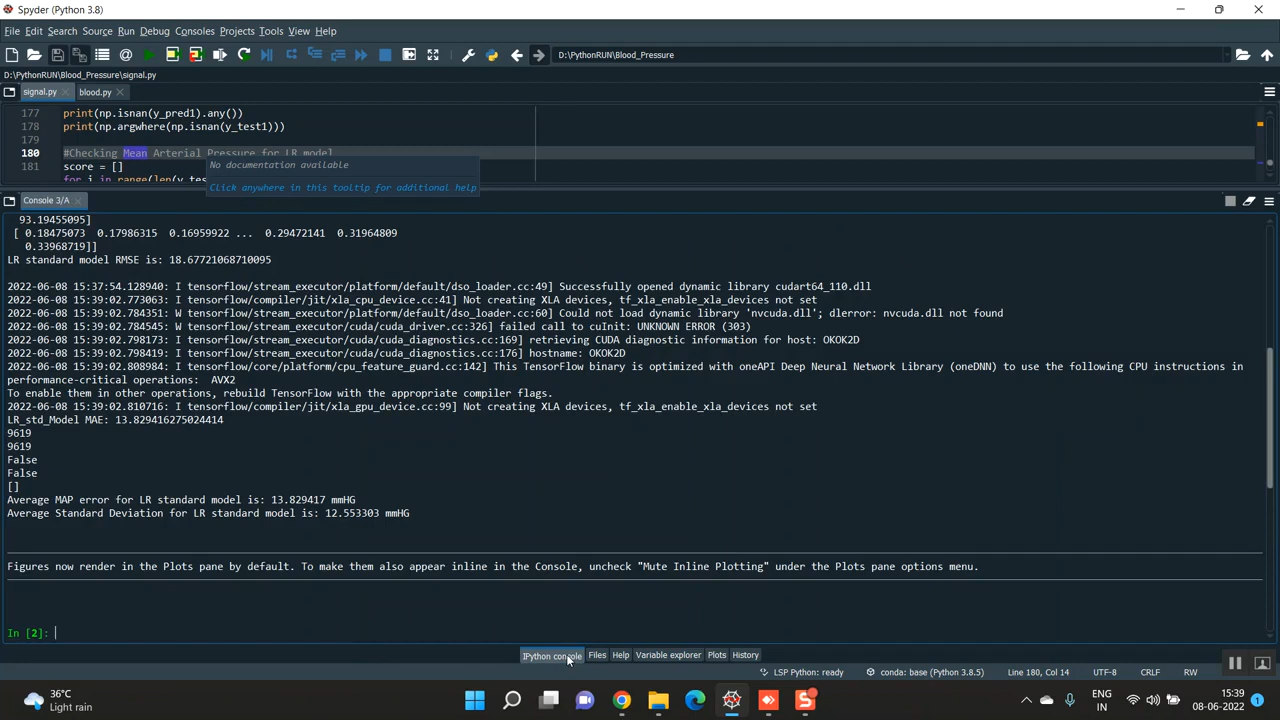 Spyder (Python 3.8)
File Edit Search Source Run Debug Consoles Projects Tools View Help
D:\PythonRUN\Blood_Pressure
D:\PythonRUN\Blood_Pressure\signal.py
signal.py blood.py
177 print(np.isnan(y_pred1).any())
178 print(np.argwhere(np.isnan(y_test1)))
179
180 #Checking Mean Arterial Pressure for LR model
No documentation available
181 score = []
for i in range(len(y_tes
Click anywhere in this tooltip for additional help
Console 3/A
93.19455095]
[ 0.18475073 0.17986315 0.16959922 ... 0.29472141 0.31964809
0.33968719]]
LR standard model RMSE is: 18.67721068710095
2022-06-08 15:37:54.128940: I tensorflow/stream_executor/platform/default/dso_loader.cc:49] Successfully opened dynamic library cudart64_110.dll
2022-06-08 15:39:02.773063: I tensorflow/compiler/jit/xla_cpu_device.cc:41] Not creating XLA devices, tf_xla_enable_xla_devices not set
2022-06-08 15:39:02.784351: W tensorflow/stream_executor/platform/default/dso_loader.cc:60] Could not load dynamic library 'nvcuda.dll'; dlerror: nvcuda.dll not found
2022-06-08 15:39:02.784545: W tensorflow/stream_executor/cuda/cuda_driver.cc:326] failed call to cuInit: UNKNOWN ERROR (303)
2022-06-08 15:39:02.798173: I tensorflow/stream_executor/cuda/cuda_diagnostics.cc:169] retrieving CUDA diagnostic information for host: OKOK2D
2022-06-08 15:39:02.798419: I tensorflow/stream_executor/cuda/cuda_diagnostics.cc:176] hostname: OKOK2D
2022-06-08 15:39:02.808984: I tensorflow/core/platform/cpu_feature_guard.cc:142] This TensorFlow binary is optimized with oneAPI Deep Neural Network Library (oneDNN) to use the following CPU instructions in
performance-critical operations: AVX2
To enable them in other operations, rebuild TensorFlow with the appropriate compiler flags.
2022-06-08 15:39:02.810716: I tensorflow/compiler/jit/xla_gpu_device.cc:99] Not creating XLA devices, tf_xla_enable_xla_devices not set
LR_std_Model MAE: 13.829416275024414
9619
9619
False
False
[]
Average MAP error for LR standard model is: 13.829417 mmHG
Average Standard Deviation for LR standard model is: 12.553303 mmHG
Figures now render in the Plots pane by default. To make them also appear inline in the Console, uncheck "Mute Inline Plotting" under the Plots pane options menu.
In [2]:
IPython console Files Help Variable explorer Plots History
LSP Python: ready conda: base (Python 3.8.5) Line 180, Col 14 UTF-8 CRLF RW
36°C
Light rain
ENG
IN
15:39
08-06-2022
1